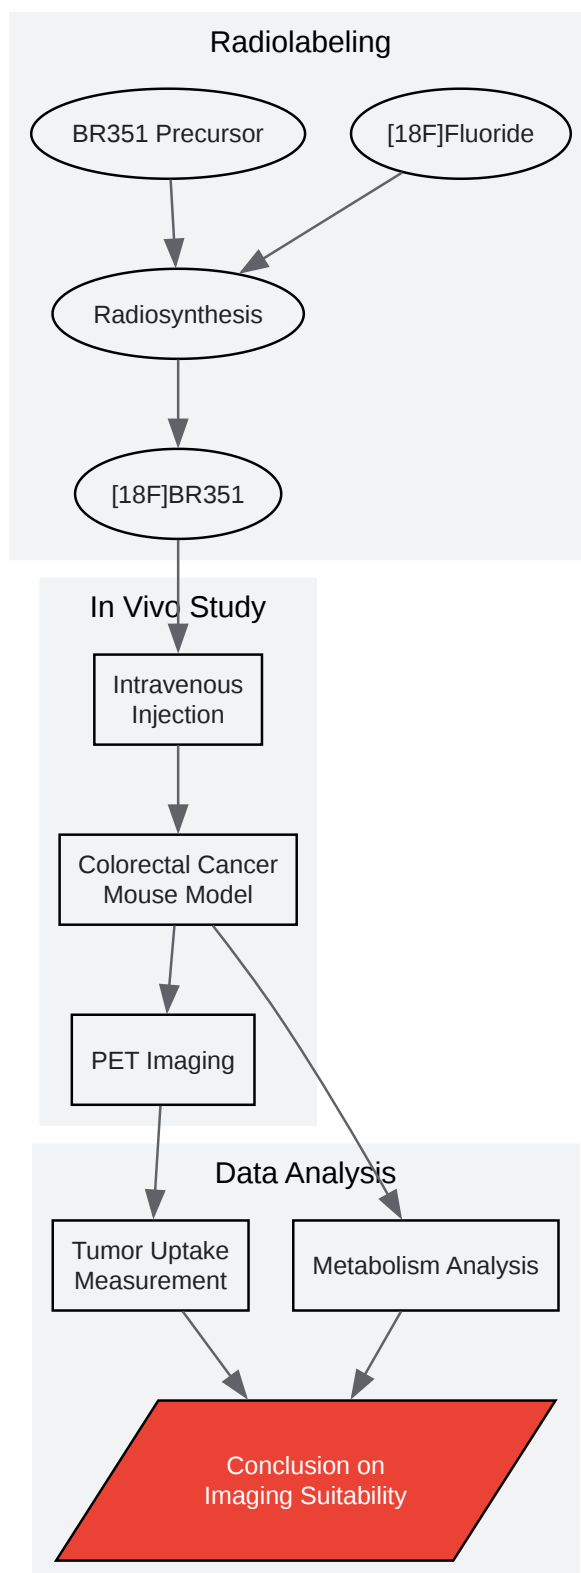 Radiolabeling
BR351 Precursor
[18F]Fluoride
Radiosynthesis
[18F]BR351
In Vivo Study
Intravenous
Injection
Colorectal Cancer
Mouse Model
PET Imaging
Data Analysis
Tumor Uptake
Measurement
Metabolism Analysis
Conclusion on
Imaging Suitability